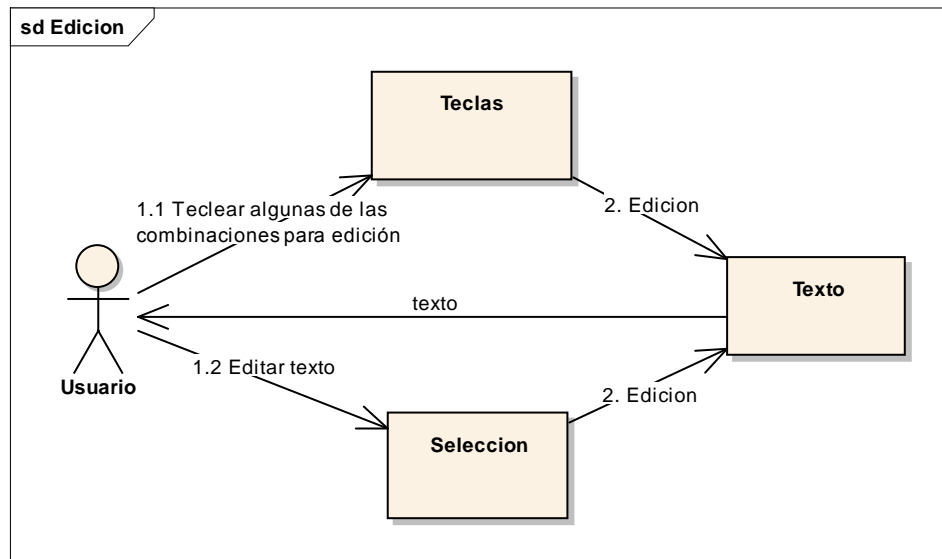 sd Edicion
Teclas
1.1 Teclear algunas de las
combinaciones para edición
2. Edicion
Texto
texto
Usuario
1.2 Editar texto
2. Edicion
Seleccion